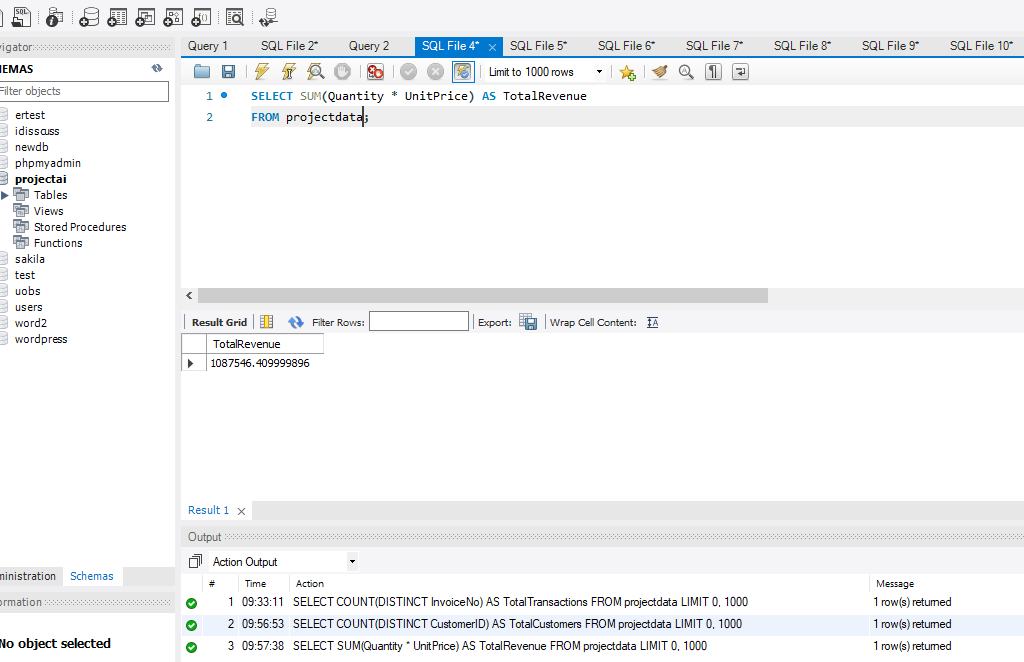 SQL
Query 1 SQL File 2* Query 2 SQL File 4* SQL File 5* SQL File 6* SQL File 7* SQL File 8* SQL File 9* SQL File 10*
vigator
HEMAS
Filter objects
ertest
idiscuss
newdb
phpmyadmin
projectai
Tables
Views
Stored Procedures
Functions
sakila
test
uobs
users
word2
wordpress
Limit to 1000 rows
1 SELECT SUM(Quantity * UnitPrice) AS TotalRevenue
2 FROM projectdata;
Result Grid Filter Rows: Export: Wrap Cell Content:
TotalRevenue
1087546.409999896
Result 1
Output
Action Output
# Time Action Message
1 09:33:11 SELECT COUNT(DISTINCT InvoiceNo) AS TotalTransactions FROM projectdata LIMIT 0, 1000 1 row(s) returned
2 09:56:53 SELECT COUNT(DISTINCT CustomerID) AS TotalCustomers FROM projectdata LIMIT 0, 1000 1 row(s) returned
3 09:57:38 SELECT SUM(Quantity * UnitPrice) AS TotalRevenue FROM projectdata LIMIT 0, 1000 1 row(s) returned
ministration Schemas
ormation
No object selected